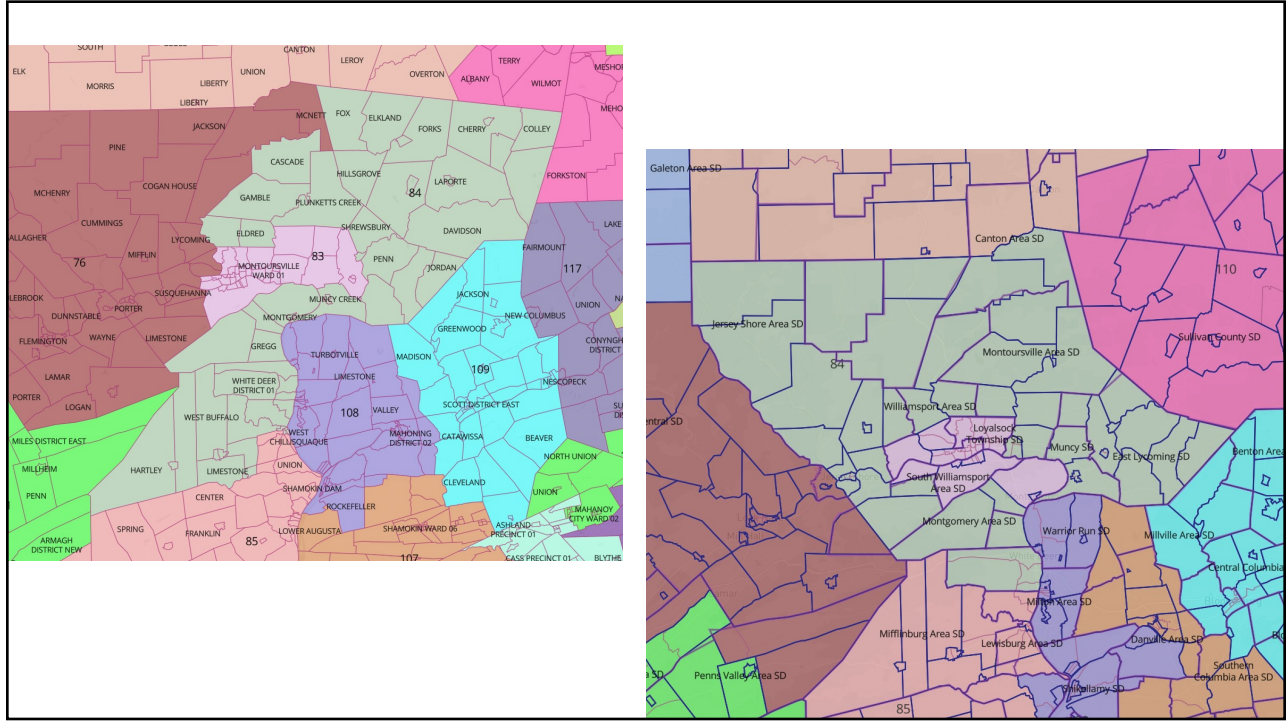 SOUTH
CANTON
ELK
LEROY
UNION
OVERTON
TERRY
ALBANY
WILMOT
MORRIS
LIBERTY
LIBERTY
MCNETT
FOX
ELKLAND
JACKSON
FORKS
CHERRY
COLLEY
PINE
CASCADE
HILLSGROVE
FORKSTON
LAPORTE
84
MCHENRY
COGAN HOUSE
GAMBLE
PLUNKETTS CREEK
CUMMINGS
SHREWSBURY
DAVIDSON
LAKE
ELDRED
LYCOMING
FAIRMOUNT
MIFFLIN
83
PENN
76
MONTOURSVILLE
WARD 01
JORDAN
117
SUSQUEHANNA
JACKSON
MUNCY CREEK
UNION
PORTER
DUNNSTABLE
MONTGOMERY
NEW COLUMBUS
GREENWOOD
FLEMINGTON
WAYNE
LIMESTONE
GREGG
TURBOTVILLE
MADISON
109
LAMAR
LIMESTONE
WHITE DEER
DISTRICT 01
NESCOPECK
PORTER
LOGAN
108
VALLEY
SCOTT DISTRICT EAST
WEST BUFFALO
MILES DISTRICT EAST
WEST
CHILLISQUAQUE
MAHONING
DISTRICT 02
CATAWISSA
BEAVER
NORTH UNION
MILLHEIM
HARTLEY
LIMESTONE
UNION
CLEVELAND
PENN
CENTER
SHAMOKIN DAM
UNION
ROCKEFELLER
MAHANOY
CITY WARD 02
SPRING
FRANKLIN
85
LOWER AUGUSTA
SHAMOKIN WARD 06
ASHLAND
PRECINCT 01
ARMAGH
DISTRICT NEW
107
CASS PRECINCT 01
BLYTHE
Galeton Area SD
Canton Area SD
110
Jersey Shore Area SD
Sullivan County SD
Montoursville Area SD
84
Williamsport Area SD
Loyalsock
Township SD
Muncy SD
East Lycoming SD
Benton Area
South Williamsport
Area SD
Montgomery Area SD
Warrior Run SD
Millville Area SD
Central Columbia
Milton Area SD
Mifflinburg Area SD
Lewisburg Area SD
Danville Area SD
Penns Valley Area SD
Southern
Columbia Area SD
Shikellamy SD
85